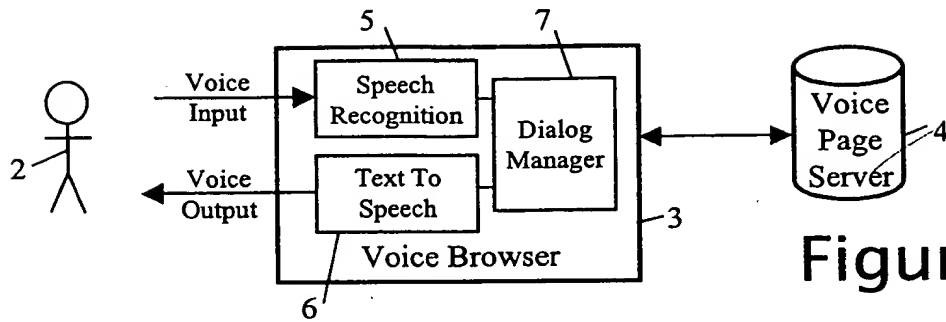 5
7
Voice
Input
Speech
Recognition
Dialog
Manager
Voice
Page
Server
4
2
Voice
Output
Text To
Speech
3
Voice Browser
6
Figur